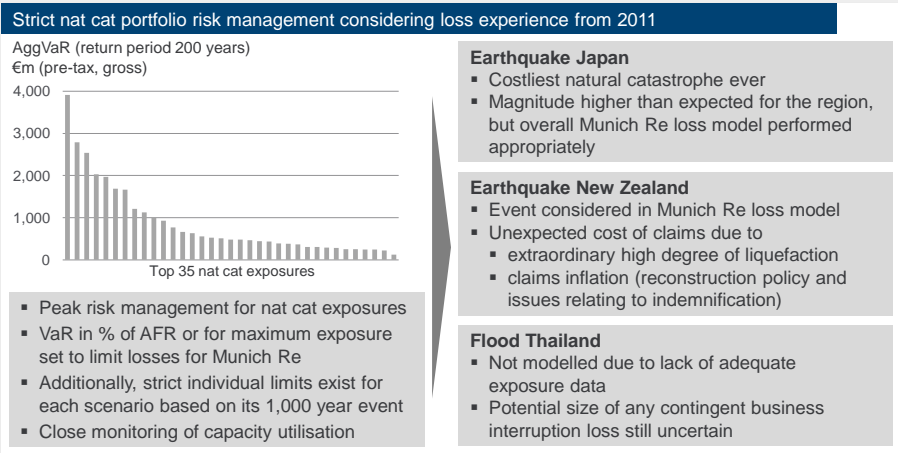 Strict nat cat portfolio risk management considering loss experience from 2011
AggVaR (return period 200 years)
€m (pre-tax, gross)
4,000
3,000
2,000
1,000
0
Top 35 nat cat exposures
▪ Peak risk management for nat cat exposures
▪ VaR in % of AFR or for maximum exposure
set to limit losses for Munich Re
▪ Additionally, strict individual limits exist for
each scenario based on its 1,000 year event
▪ Close monitoring of capacity utilisation
Earthquake Japan
▪ Costliest natural catastrophe ever
▪ Magnitude higher than expected for the region,
but overall Munich Re loss model performed
appropriately
Earthquake New Zealand
▪ Event considered in Munich Re loss model
▪ Unexpected cost of claims due to
▪ extraordinary high degree of liquefaction
▪ claims inflation (reconstruction policy and
issues relating to indemnification)
Flood Thailand
▪ Not modelled due to lack of adequate
exposure data
▪ Potential size of any contingent business
interruption loss still uncertain